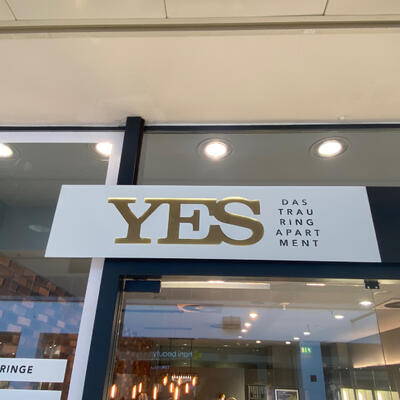 YES
DAS
TRAU
RING
APART
MENT
RINGE